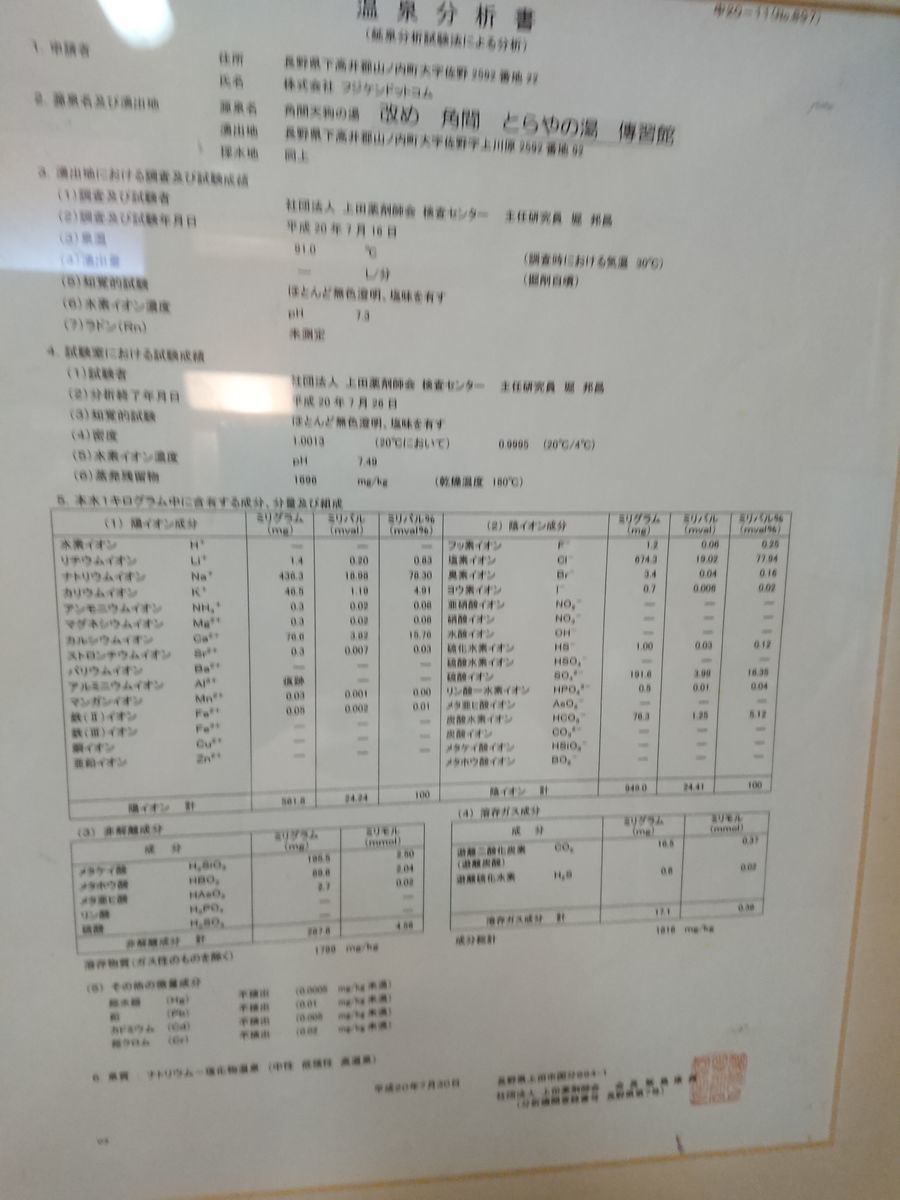 温泉分析書
(鉱泉分析試験法による分析)
1. 申請者 住所 長野県下高井郡山ノ内町大字佐野2592番地92
氏名 株式会社 フジケンドットコム
2. 源泉名及び湧出地 源泉名 角間天狗の湯 改め 角間 とらやの湯 傳習館
湧出地 長野県下高井郡山ノ内町大字佐野字上川原2592番地92
採水地 同上
3. 湧出地における調査及び試験成績
(1)調査及び試験者 社団法人 上田薬剤師会 検査センター 主任研究員 堀 邦昌
(2)調査及び試験年月日 平成20年7月16日
(3)泉温 91.0 ℃ (調査時における気温 30℃)
(4)湧出量 ― L/分 (掘削自噴)
(5)知覚的試験 ほとんど無色澄明、塩味を有す
(6)水素イオン濃度 pH 7.3
(7)ラドン(Rn) 未測定
4. 試験室における試験成績
(1)試験者 社団法人 上田薬剤師会 検査センター 主任研究員 堀 邦昌
(2)分析終了年月日 平成20年7月26日
(3)知覚的試験 ほとんど無色澄明、塩味を有す
(4)密度 1.0013 (20℃において) 0.9995 (20℃/4℃)
(5)水素イオン濃度 pH 7.49
(6)蒸発残留物 1696 mg/kg (乾燥温度 180℃)
5. 本水1キログラム中に含有する成分、分量及び組成
(1) 陽イオン成分 ミリグラム(mg) ミリバル(mval) ミリバル%(mval%)
水素イオン H⁺ ― ― ―
リチウムイオン Li⁺ 1.4 0.20 0.83
ナトリウムイオン Na⁺ 436.3 18.98 78.30
カリウムイオン K⁺ 46.5 1.19 4.91
アンモニウムイオン NH₄⁺ 0.3 0.02 0.08
マグネシウムイオン Mg²⁺ 0.3 0.02 0.08
カルシウムイオン Ca²⁺ 76.6 3.82 15.76
ストロンチウムイオン Sr²⁺ 0.3 0.007 0.03
バリウムイオン Ba²⁺ ― ― ―
アルミニウムイオン Al³⁺ 痕跡 ― ―
マンガンイオン Mn²⁺ 0.03 0.001 0.00
鉄(Ⅱ)イオン Fe²⁺ 0.05 0.002 0.01
鉄(Ⅲ)イオン Fe³⁺ ― ― ―
銅イオン Cu²⁺ ― ― ―
亜鉛イオン Zn²⁺ ― ― ―
陽イオン 計 561.8 24.24 100
(2) 陰イオン成分 ミリグラム(mg) ミリバル(mval) ミリバル%(mval%)
フッ素イオン F⁻ 1.2 0.06 0.25
塩素イオン Cl⁻ 674.3 19.02 77.94
臭素イオン Br⁻ 3.4 0.04 0.16
ヨウ素イオン I⁻ 0.7 0.006 0.02
亜硝酸イオン NO₂⁻ ― ― ―
硝酸イオン NO₃⁻ ― ― ―
水酸イオン OH⁻ ― ― ―
硫化水素イオン HS⁻ 1.00 0.03 0.12
硫酸水素イオン HSO₄⁻ ― ― ―
硫酸イオン SO₄²⁻ 191.6 3.99 16.35
リン酸一水素イオン HPO₄²⁻ 0.5 0.01 0.04
メタ亜ヒ酸イオン AsO₂⁻ ― ― ―
炭酸水素イオン HCO₃⁻ 76.3 1.25 5.12
炭酸イオン CO₃²⁻ ― ― ―
メタケイ酸イオン HSiO₃⁻ ― ― ―
メタホウ酸イオン BO₂⁻ ― ― ―
陰イオン 計 949.0 24.41 100
(3) 非解離成分
成 分 ミリグラム(mg) ミリモル(mmol)
メタケイ酸 H₂SiO₃ 195.5 2.50
メタホウ酸 HBO₂ 89.6 2.04
メタ亜ヒ酸 HAsO₂ 2.7 0.02
リン酸 H₃PO₄ ― ―
硫酸 H₂SO₄ ― ―
非解離成分 計 287.8 4.56
溶存物質(ガス性のものを除く) 1799 mg/kg
(4) 溶存ガス成分
成 分 ミリグラム(mg) ミリモル(mmol)
遊離二酸化炭素 CO₂ 16.5 0.37
(遊離炭酸)
遊離硫化水素 H₂S 0.6 0.02
溶存ガス成分 計 17.1 0.39
成分総計 1816 mg/kg
(5) その他の微量成分
総水銀 (Hg) 不検出 (0.0005 mg/kg 未満)
鉛 (Pb) 不検出 (0.01 mg/kg 未満)
カドミウム (Cd) 不検出 (0.005 mg/kg 未満)
総クロム (Cr) 不検出 (0.02 mg/kg 未満)
6. 泉質 ナトリウム－塩化物温泉 (中性 低張性 高温泉)
平成20年7月30日
長野県上田市国分994-1
社団法人 上田薬剤師会 会長
(分析機関登録番号 長野県第7号)